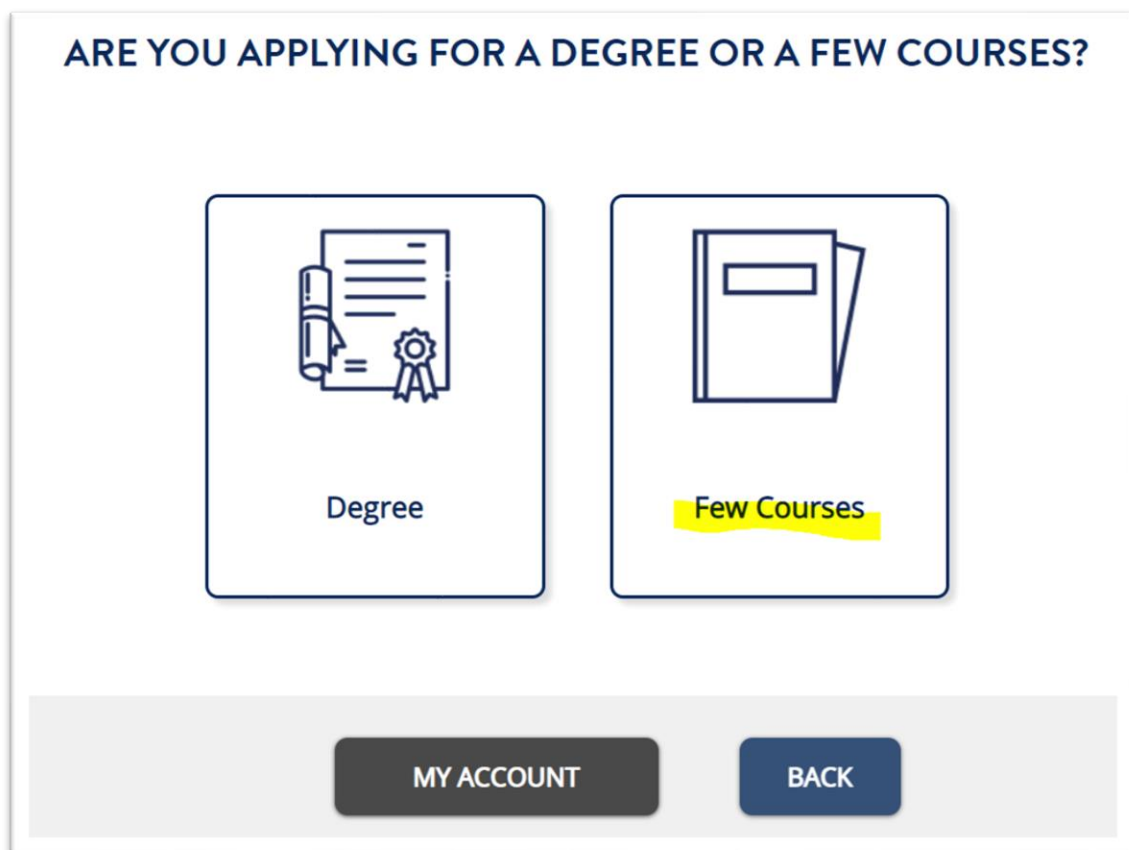 ARE YOU APPLYING FOR A DEGREE OR A FEW COURSES?
Degree
Few Courses
MY ACCOUNT
BACK